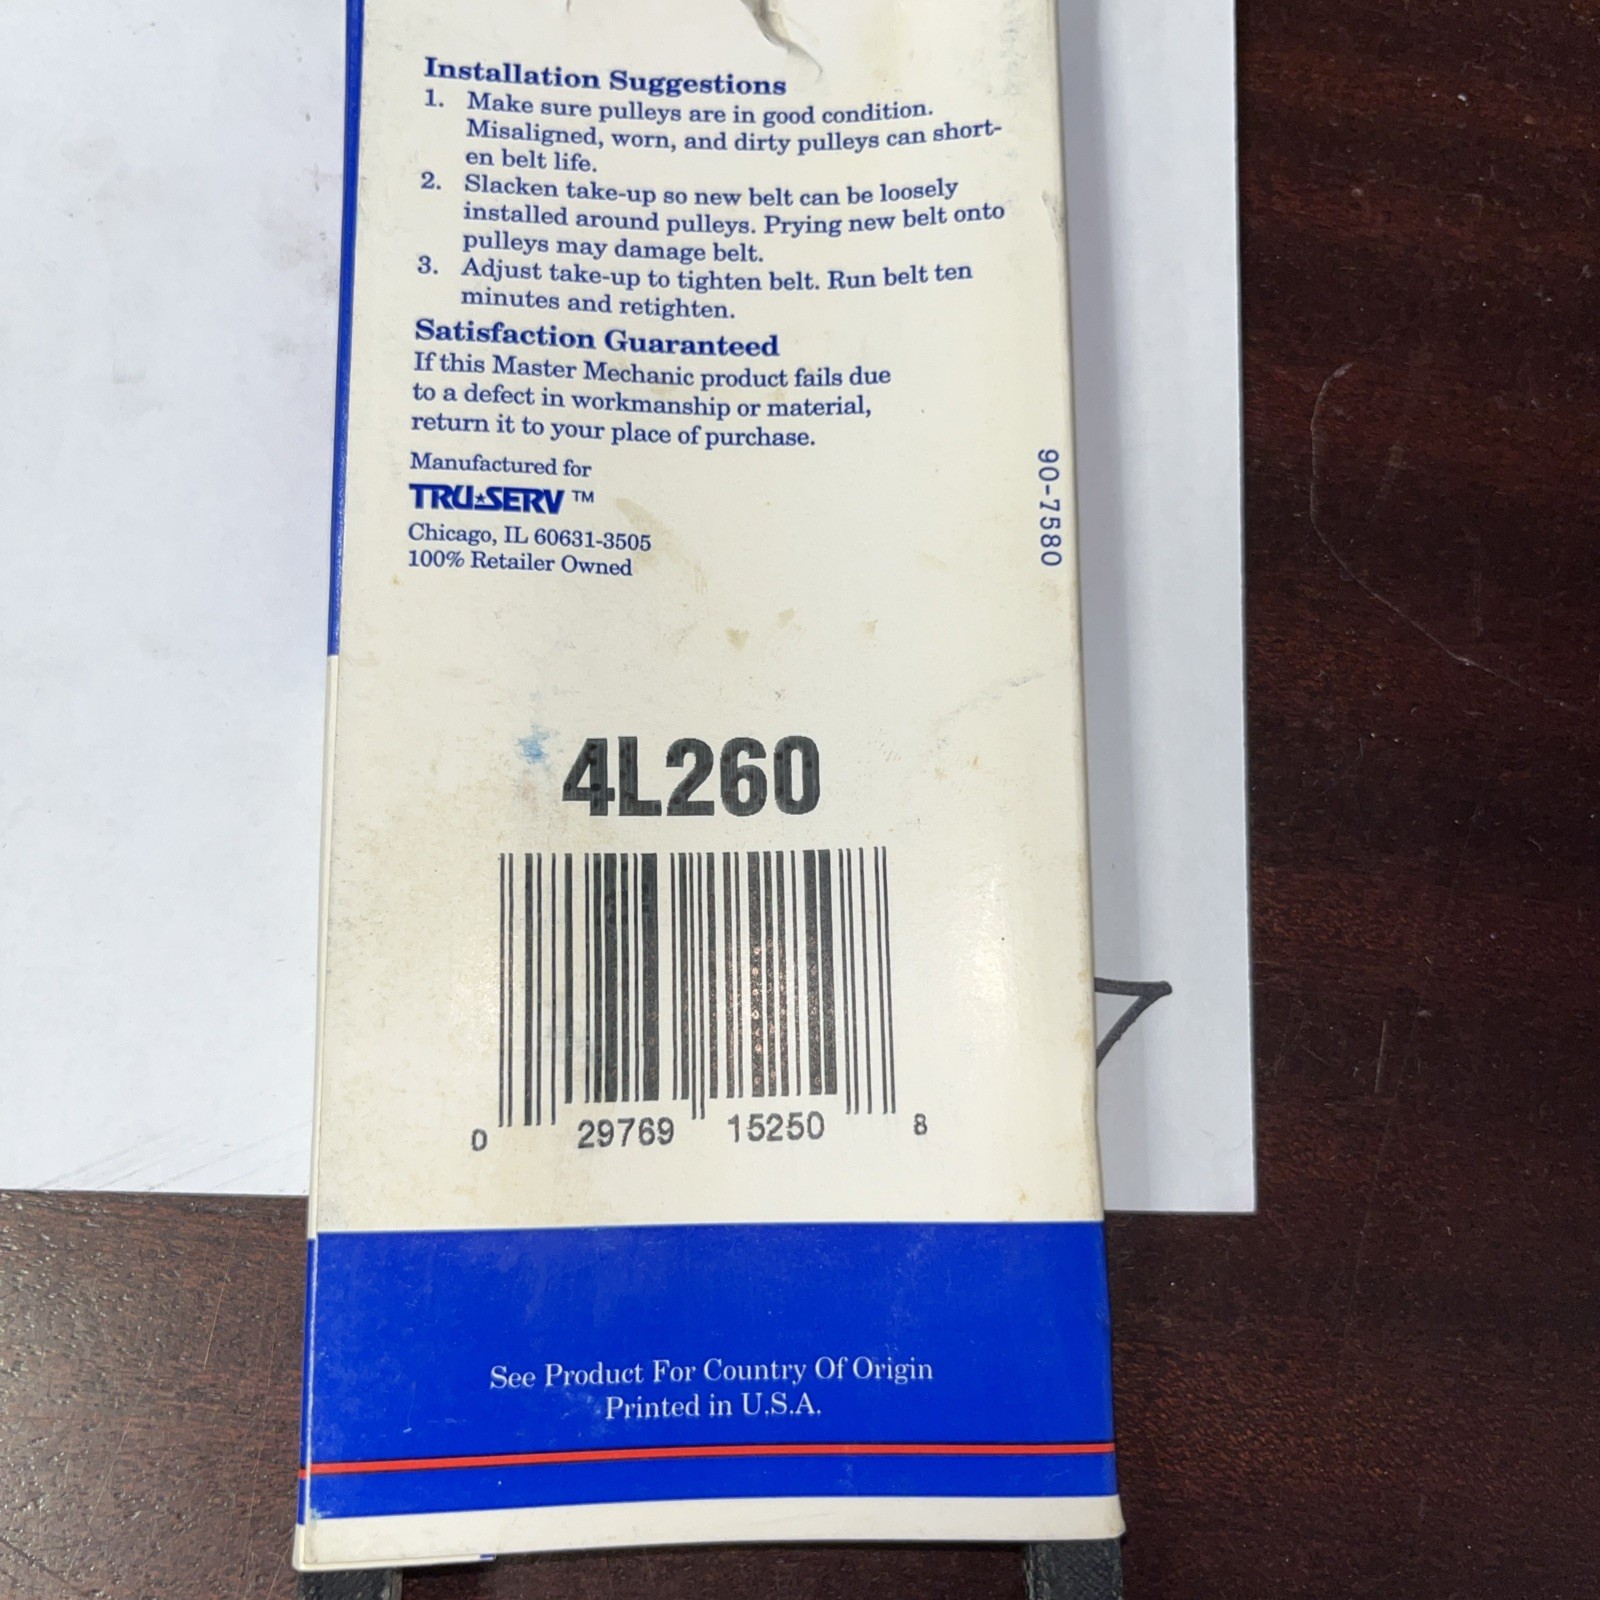 Installation Suggestions
1. Make sure pulleys are in good condition.
Misaligned, worn, and dirty pulleys can short-
en belt life.
2. Slacken take-up so new belt can be loosely
installed around pulleys. Prying new belt onto
pulleys may damage belt.
3. Adjust take-up to tighten belt. Run belt ten
minutes and retighten.
Satisfaction Guaranteed
If this Master Mechanic product fails due
to a defect in workmanship or material,
return it to your place of purchase.
Manufactured for
TRU★SERV ™
Chicago, IL 60631-3505
100% Retailer Owned
90-7580
4L260
0 29769 15250 8
See Product For Country Of Origin
Printed in U.S.A.